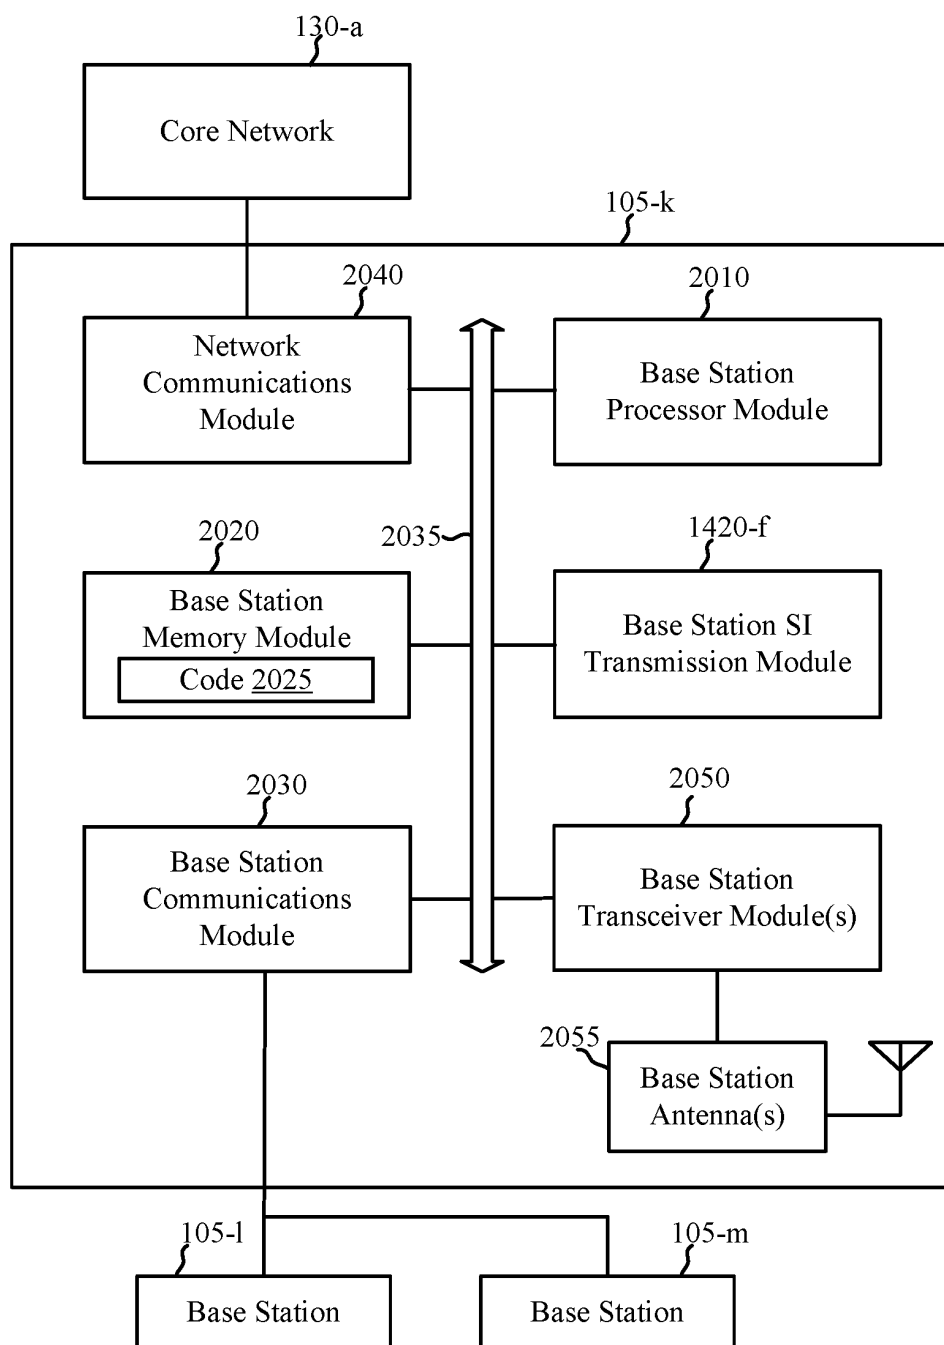 130-a
Core Network
105-k
2040
Network
Communications
Module
2010
Base Station
Processor Module
2035
2020
Base Station
Memory Module
Code 2025
1420-f
Base Station SI
Transmission Module
2030
Base Station
Communications
Module
2050
Base Station
Transceiver Module(s)
2055
Base Station
Antenna(s)
105-l
Base Station
105-m
Base Station